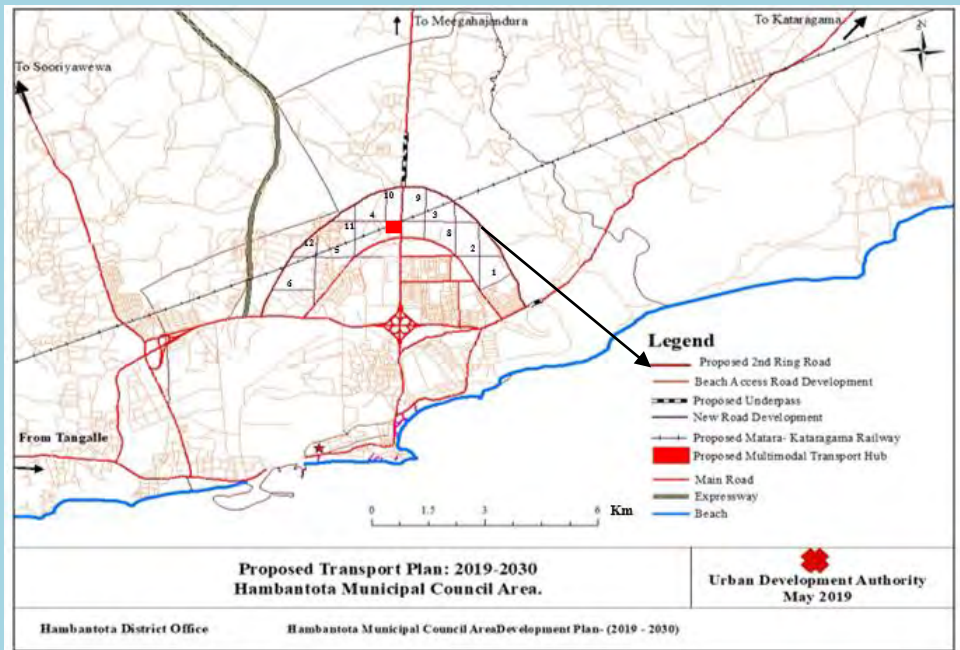 To Meegahajandura
To Kataragama
N
To Sooriyawewa
10
9
4
3
11
8
12
5
2
1
6
From Tangalle
Legend
Proposed 2nd Ring Road
Beach Access Road Development
Proposed Underpass
New Road Development
Proposed Matara- Kataragama Railway
Proposed Multimodal Transport Hub
Main Road
Expressway
Beach
0 1.5 3 6 Km
Proposed Transport Plan: 2019-2030
Hambantota Municipal Council Area.
Urban Development Authority
May 2019
Hambantota District Office
Hambantota Municipal Council AreaDevelopment Plan- (2019 - 2030)